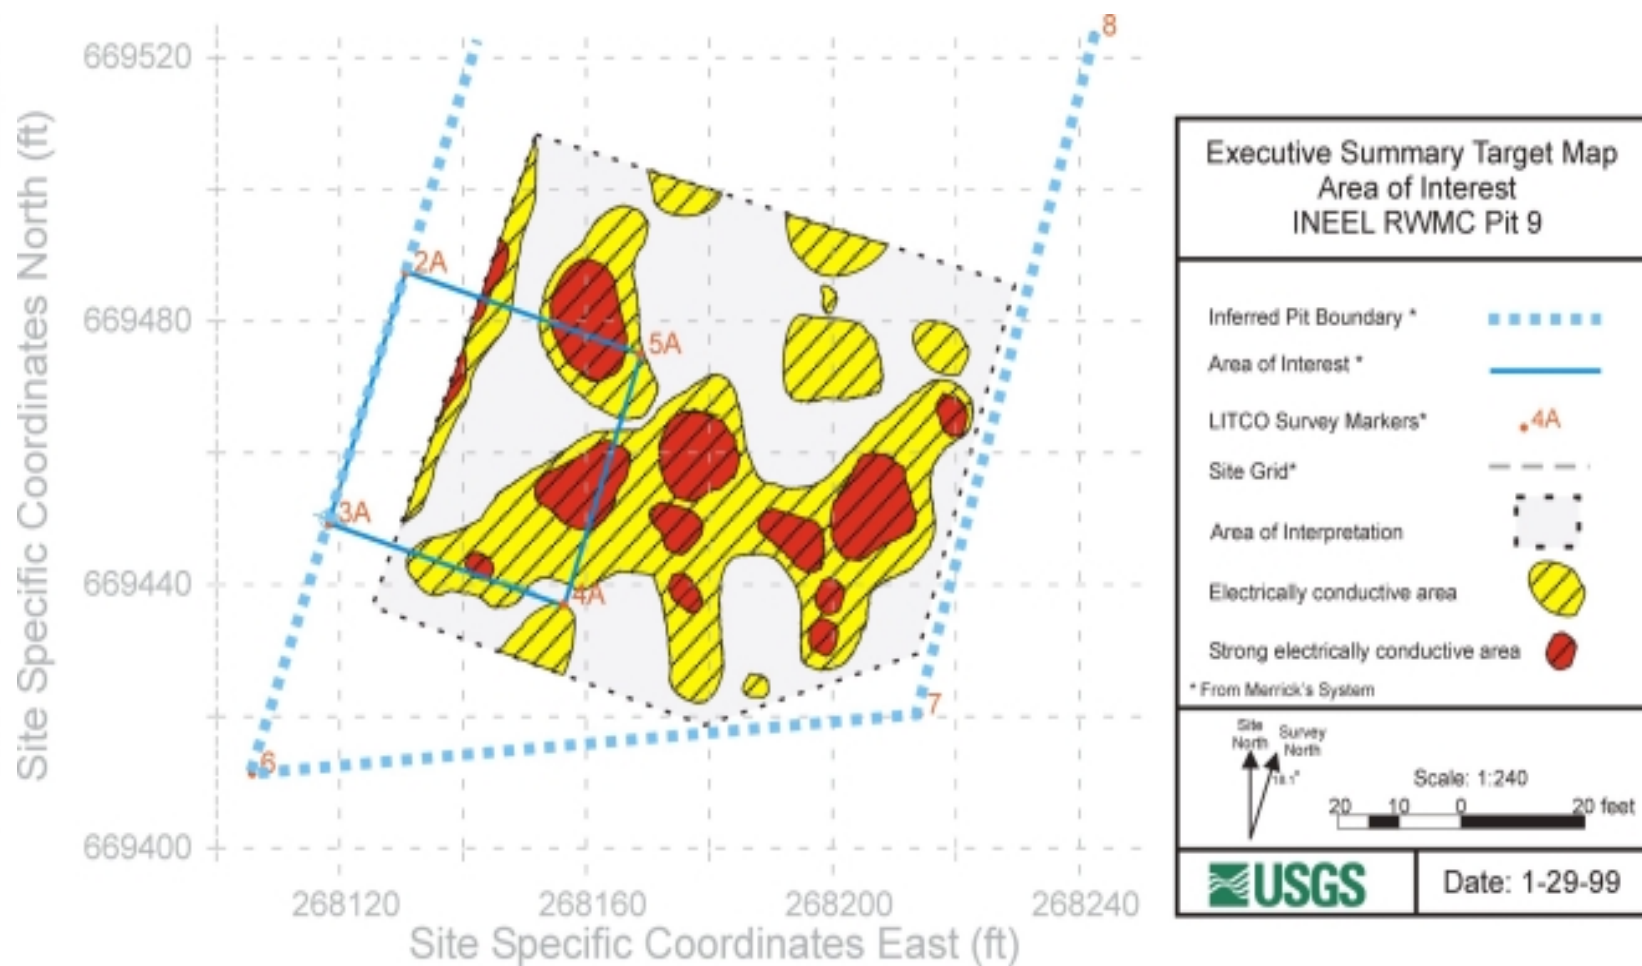 669520
669480
669440
669400
Site Specific Coordinates North (ft)
268120 268160 268200 268240
Site Specific Coordinates East (ft)
8
2A
5A
3A
4A
7
6
Executive Summary Target Map
Area of Interest
INEEL RWMC Pit 9
Inferred Pit Boundary *
Area of Interest *
LITCO Survey Markers* 4A
Site Grid*
Area of Interpretation
Electrically conductive area
Strong electrically conductive area
* From Merrick's System
Site North
Survey North
18.1°
Scale: 1:240
20 10 0 20 feet
USGS
Date: 1-29-99